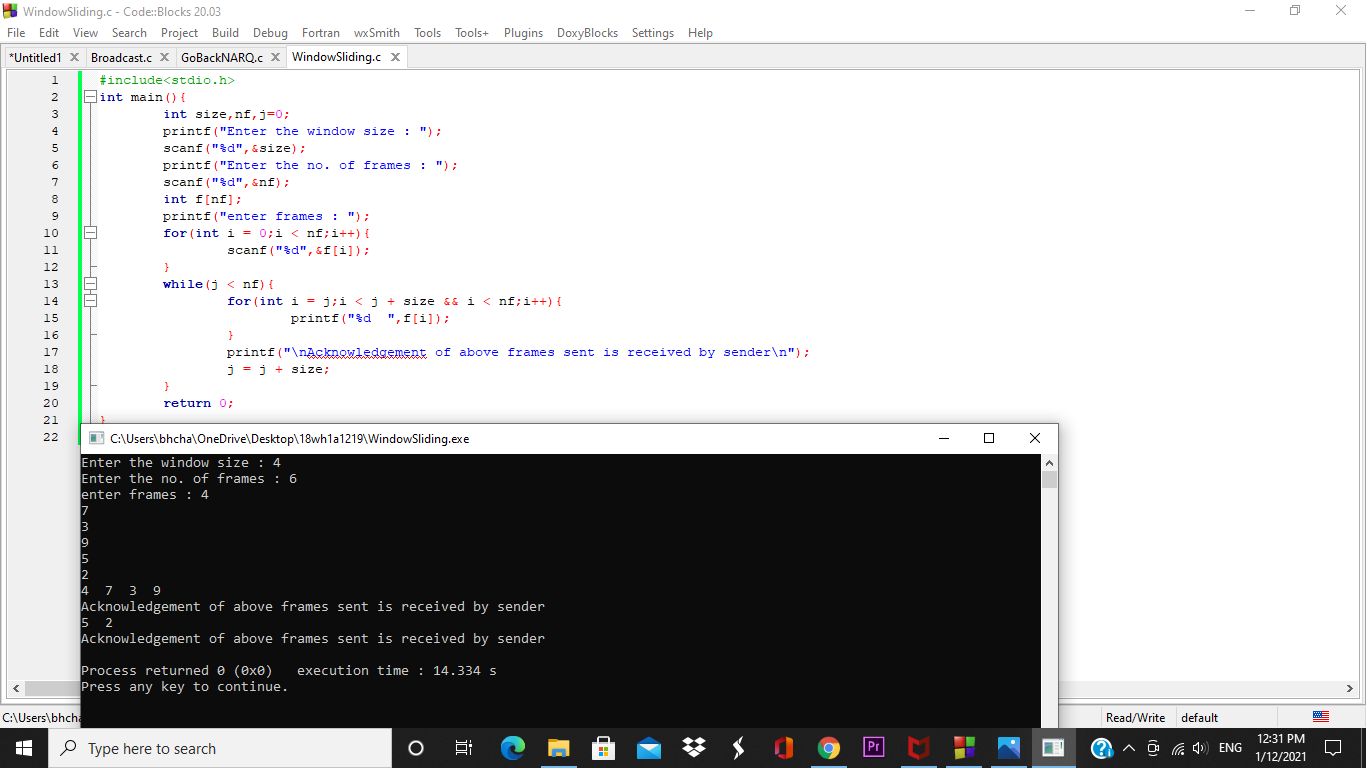 WindowSliding.c - Code::Blocks 20.03
File Edit View Search Project Build Debug Fortran wxSmith Tools Tools+ Plugins DoxyBlocks Settings Help
*Untitled1 Broadcast.c GoBackNARQ.c WindowSliding.c
1 #include<stdio.h>
2 int main(){
3 int size,nf,j=0;
4 printf("Enter the window size : ");
5 scanf("%d",&size);
6 printf("Enter the no. of frames : ");
7 scanf("%d",&nf);
8 int f[nf];
9 printf("enter frames : ");
10 for(int i = 0;i < nf;i++){
11 scanf("%d",&f[i]);
12 }
13 while(j < nf){
14 for(int i = j;i < j + size && i < nf;i++){
15 printf("%d  ",f[i]);
16 }
17 printf("\nAcknowledgement of above frames sent is received by sender\n");
18 j = j + size;
19 }
20 return 0;
21 }
22
C:\Users\bhcha\OneDrive\Desktop\18wh1a1219\WindowSliding.exe
Enter the window size : 4
Enter the no. of frames : 6
enter frames : 4
7
3
9
5
2
4  7  3  9
Acknowledgement of above frames sent is received by sender
5  2
Acknowledgement of above frames sent is received by sender
Process returned 0 (0x0)   execution time : 14.334 s
Press any key to continue.
C:\Users\bhcha Read/Write default
Type here to search Pr ENG 12:31 PM
1/12/2021